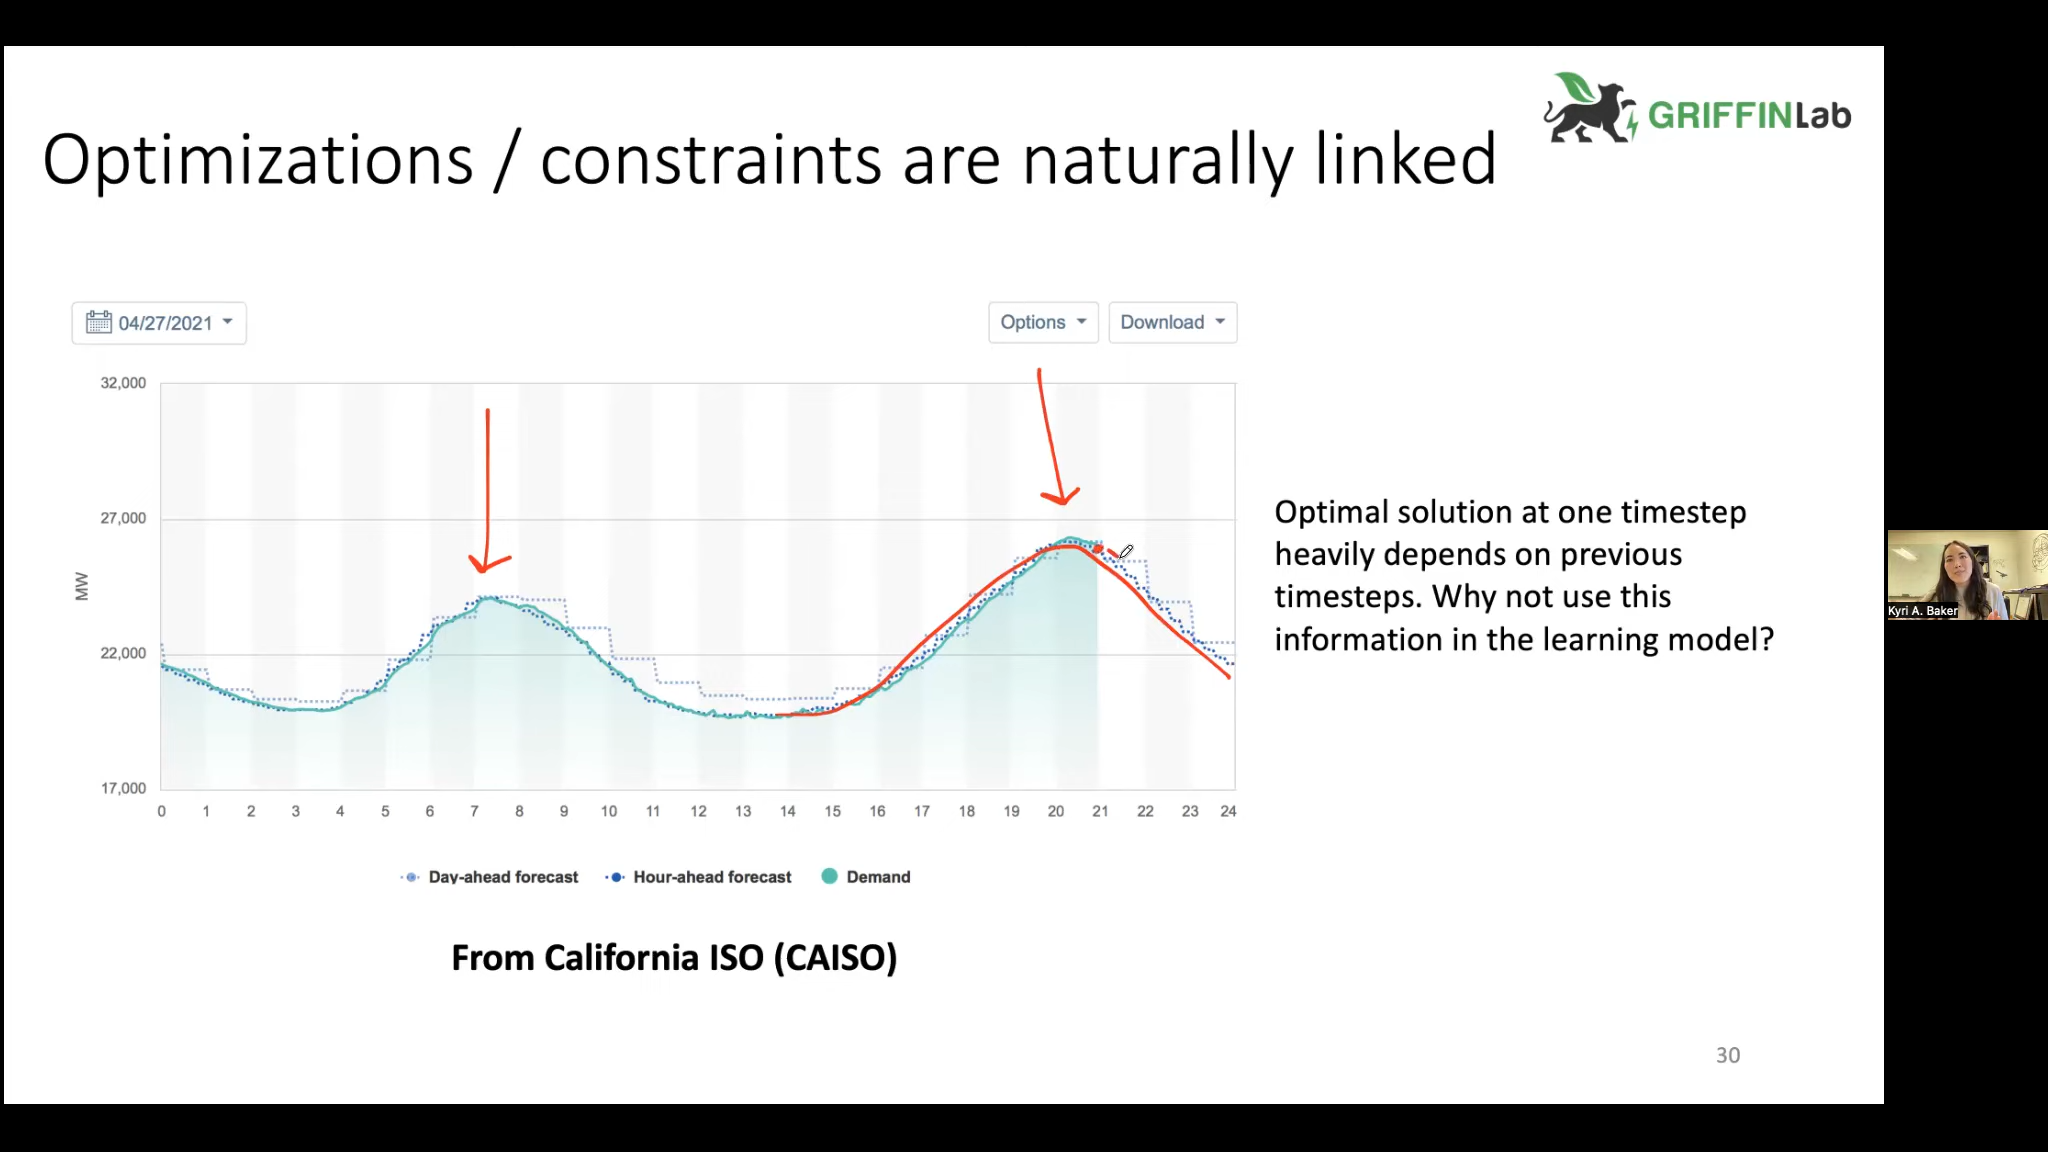 GRIFFINLab
Optimizations / constraints are naturally linked
04/27/2021
Options
Download
32,000
27,000
22,000
17,000
MW
0 1 2 3 4 5 6 7 8 9 10 11 12 13 14 15 16 17 18 19 20 21 22 23 24
Day-ahead forecast
Hour-ahead forecast
Demand
From California ISO (CAISO)
Optimal solution at one timestep
heavily depends on previous
timesteps. Why not use this
information in the learning model?
30
Kyri A. Baker